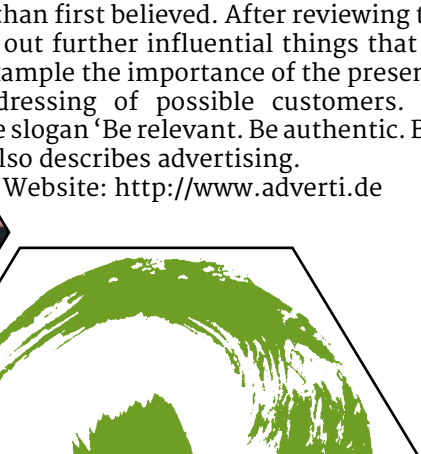 than first believed. After reviewing
out further influential things that
ample the importance of the presen
dressing of possible customers.
e slogan ‘Be relevant. Be authentic.
lso describes advertising.
Website: http://www.adverti.de